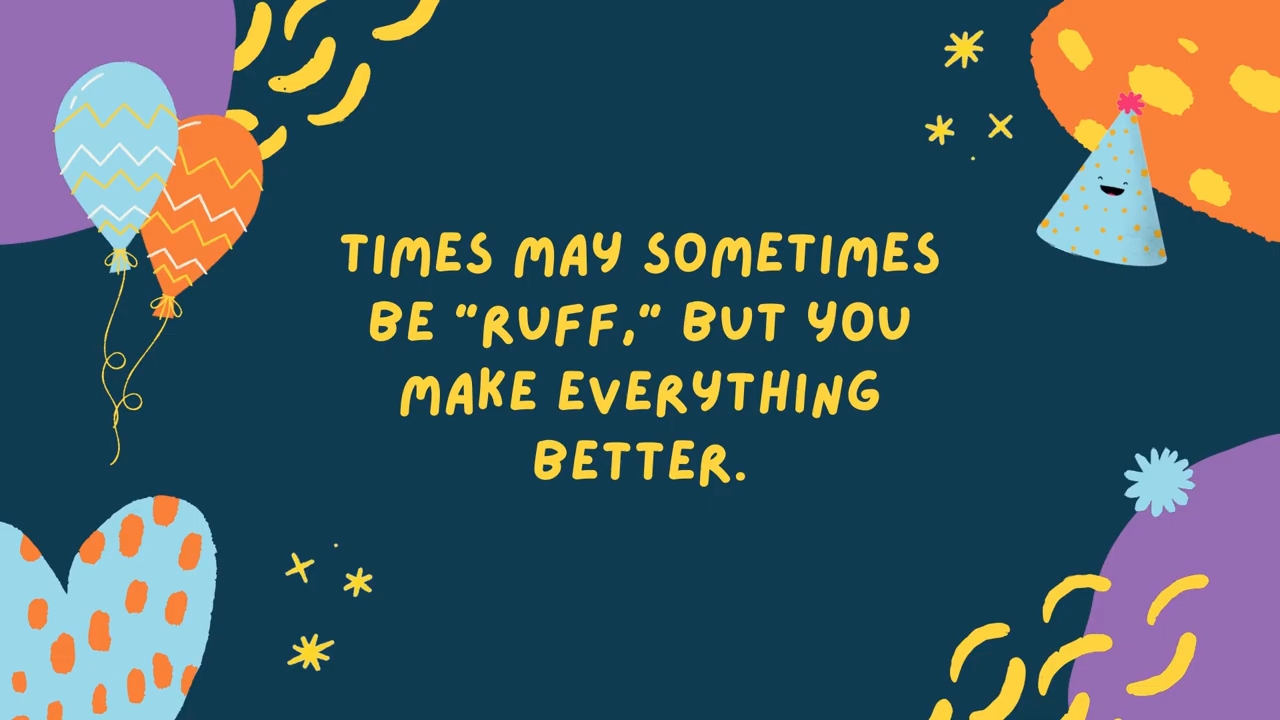 TIMES MAY SOMETIMES
BE "RUFF," BUT YOU
MAKE EVERYTHING
BETTER.